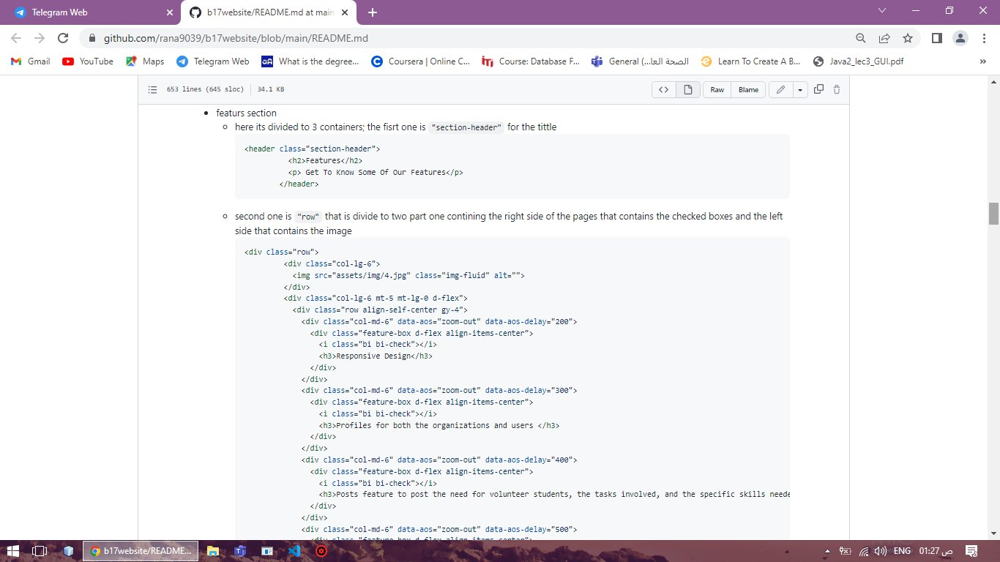 Telegram Web
b17website/README.md at main
github.com/rana9039/b17website/blob/main/README.md
Gmail
YouTube
Maps
Telegram Web
What is the degree...
Coursera | Online C...
Course: Database F...
General (...الصحة العا
Learn To Create A B...
Java2_lec3_GUI.pdf
»
653 lines (645 sloc) 34.1 KB
<> Raw Blame
featurs section
here its divided to 3 containers; the fisrt one is "section-header" for the tittle
<header class="section-header">
<h2>Features</h2>
<p> Get To Know Some Of Our Features</p>
</header>
second one is "row" that is divide to two part one contining the right side of the pages that contains the checked boxes and the left
side that contains the image
<div class="row">
<div class="col-lg-6">
<img src="assets/img/4.jpg" class="img-fluid" alt="">
</div>
<div class="col-lg-6 mt-5 mt-lg-0 d-flex">
<div class="row align-self-center gy-4">
<div class="col-md-6" data-aos="zoom-out" data-aos-delay="200">
<div class="feature-box d-flex align-items-center">
<i class="bi bi-check"></i>
<h3>Responsive Design</h3>
</div>
</div>
<div class="col-md-6" data-aos="zoom-out" data-aos-delay="300">
<div class="feature-box d-flex align-items-center">
<i class="bi bi-check"></i>
<h3>Profiles for both the organizations and users </h3>
</div>
</div>
<div class="col-md-6" data-aos="zoom-out" data-aos-delay="400">
<div class="feature-box d-flex align-items-center">
<i class="bi bi-check"></i>
<h3>Posts feature to post the need for volunteer students, the tasks involved, and the specific skills neede
</div>
</div>
<div class="col-md-6" data-aos="zoom-out" data-aos-delay="500">
<div class="feature-box d-flex align-items-center">
b17website/README...
ENG
01:27 ص